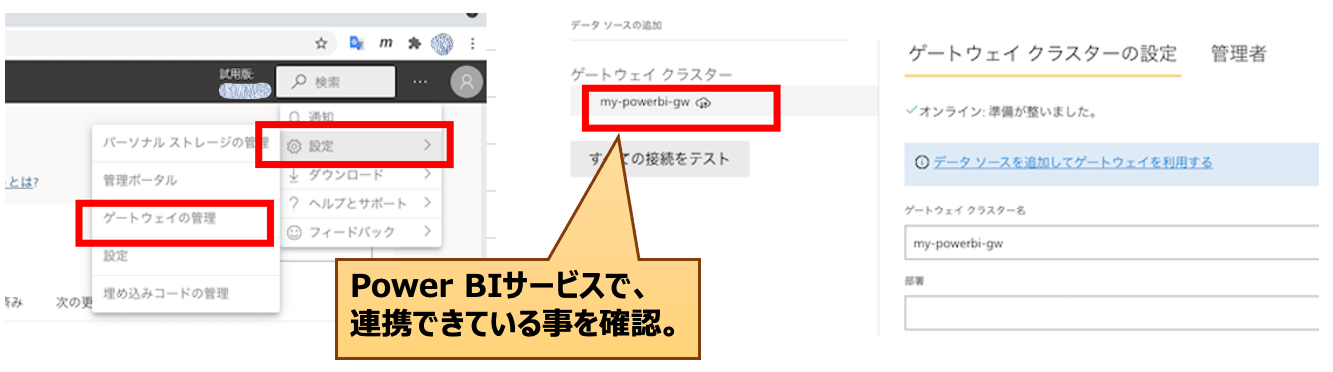 m
試用版:
検索
通知
設定
ダウンロード
ヘルプとサポート
フィードバック
パーソナル ストレージの管理
管理ポータル
ゲートウェイの管理
設定
埋め込みコードの管理
とは?
済み
次の更
データ ソースの追加
ゲートウェイ クラスター
my-powerbi-gw
すべての接続をテスト
Power BIサービスで、
連携できている事を確認。
ゲートウェイ クラスターの設定 管理者
オンライン: 準備が整いました。
データ ソースを追加してゲートウェイを利用する
ゲートウェイ クラスター名
my-powerbi-gw
部署